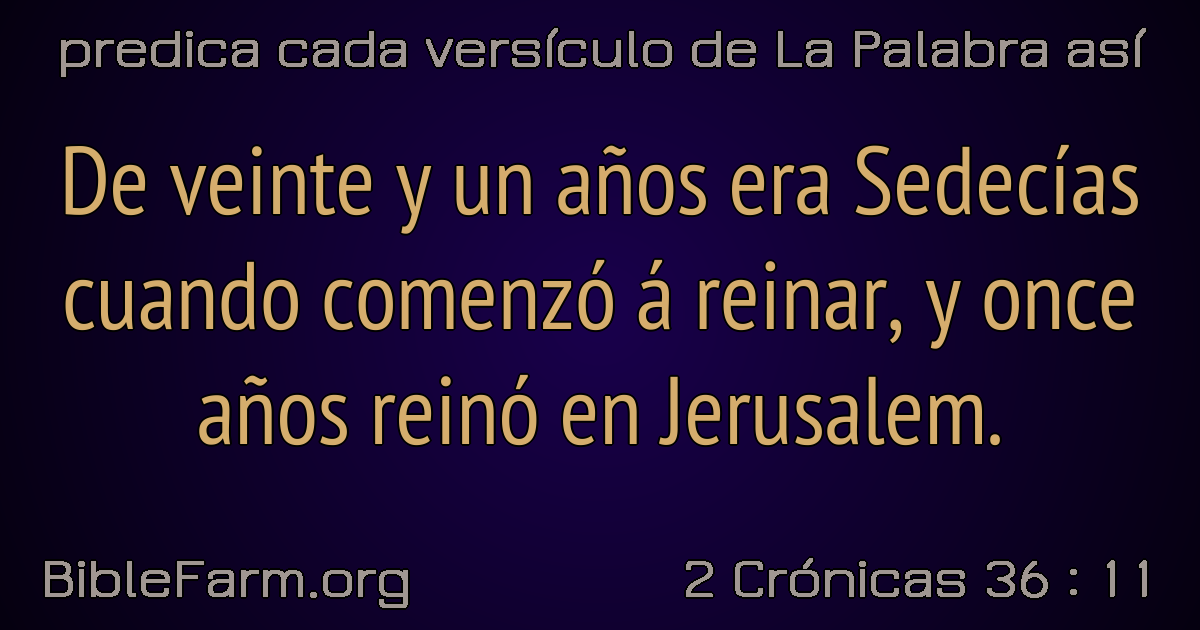 predica cada versículo de La Palabra así
De veinte y un años era Sedecías
cuando comenzó á reinar, y once
años reinó en Jerusalem.
BibleFarm.org
2 Crónicas 36 : 11